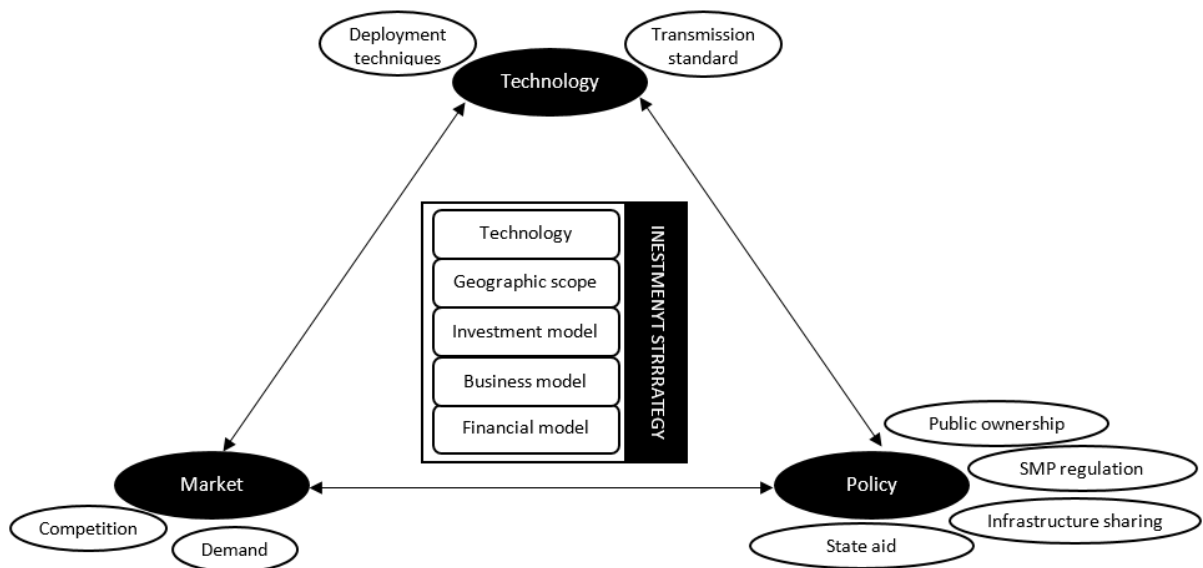 Deployment
techniques
Transmission
standard
Technology
Technology
Geographic scope
Investment model
Business model
Financial model
INESTMENYT STRRRATEGY
Public ownership
SMP regulation
Market
Policy
Competition
Infrastructure sharing
Demand
State aid